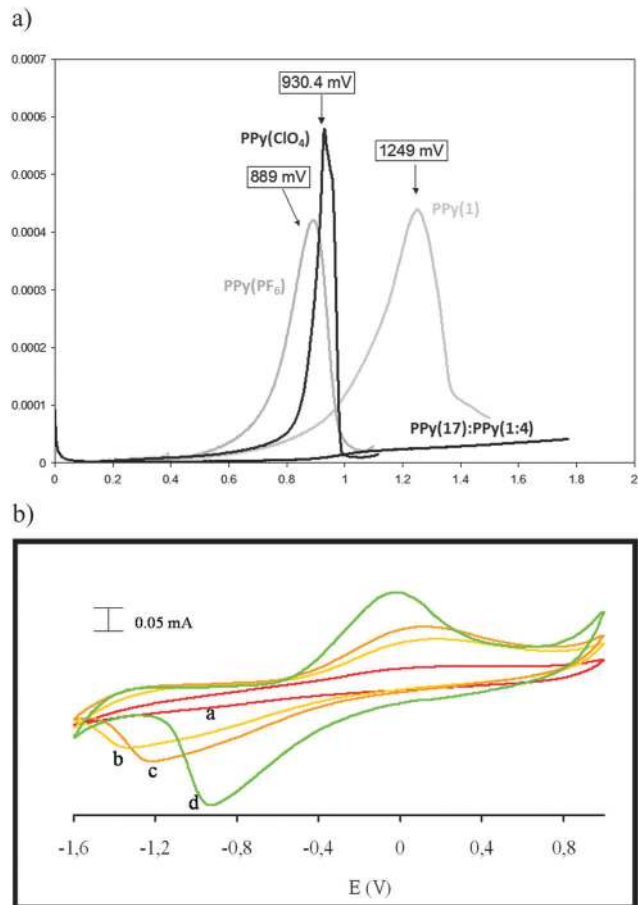 a)
0.0007
0.0006
0.0005
0.0004
0.0003
0.0002
0.0001
0
930.4 mV
PPy(ClO₄)
1249 mV
889 mV
PPy(1)
PPy(PF₆)
PPy(17):PPy(1:4)
0 0.2 0.4 0.6 0.8 1 1.2 1.4 1.6 1.8 2
b)
0.05 mA
a
b
c
d
-1,6 -1,2 -0,8 -0,4 0 0,4 0,8
E (V)